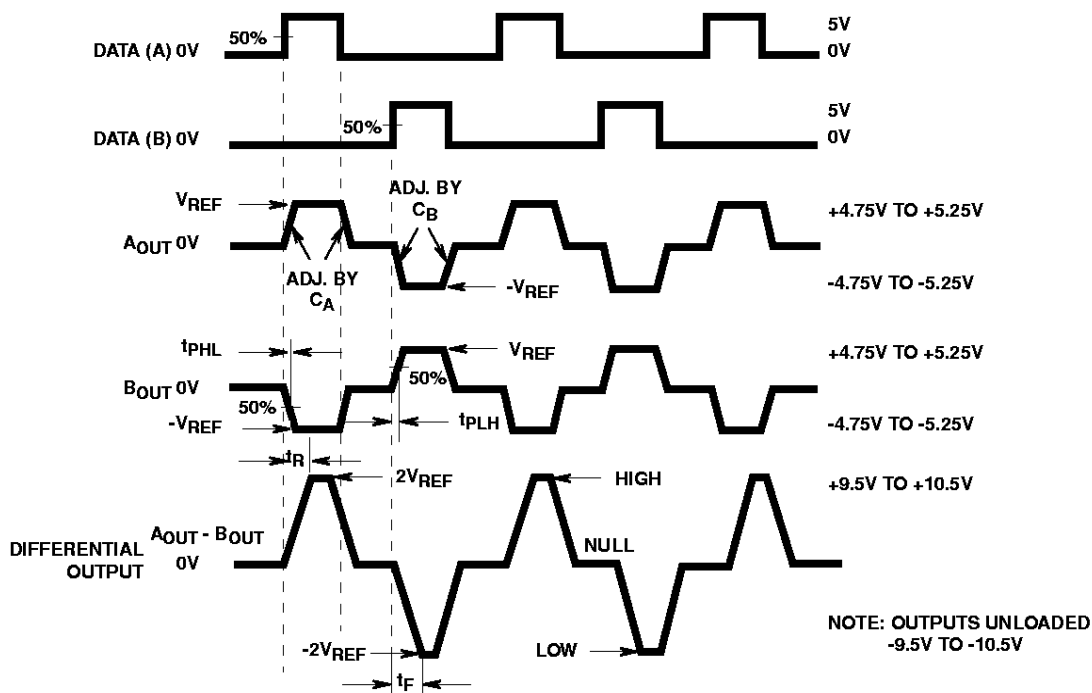 50%
DATA (A) 0V
5V
0V
50%
DATA (B) 0V
5V
0V
VREF
ADJ. BY
CB
+4.75V TO +5.25V
AOUT 0V
ADJ. BY
CA
-VREF
-4.75V TO -5.25V
tPHL
VREF
+4.75V TO +5.25V
BOUT 0V
50%
50%
-VREF
tPLH
-4.75V TO -5.25V
tR
2VREF
HIGH
+9.5V TO +10.5V
AOUT - BOUT
DIFFERENTIAL
OUTPUT
0V
NULL
NOTE: OUTPUTS UNLOADED
-9.5V TO -10.5V
-2VREF
LOW
tF